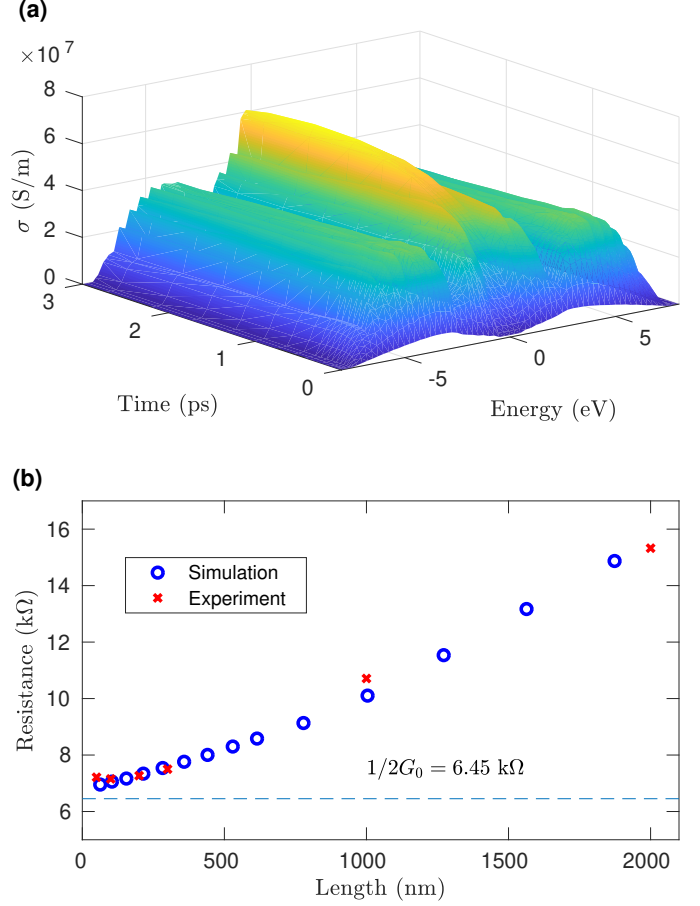 (a)
×10⁷
8
6
4
2
0
σ (S/m)
3
2
1
0
Time (ps)
-5
0
5
Energy (eV)
(b)
16
14
12
10
8
6
Resistance (kΩ)
Simulation
Experiment
1/2G₀ = 6.45 kΩ
0 500 1000 1500 2000
Length (nm)